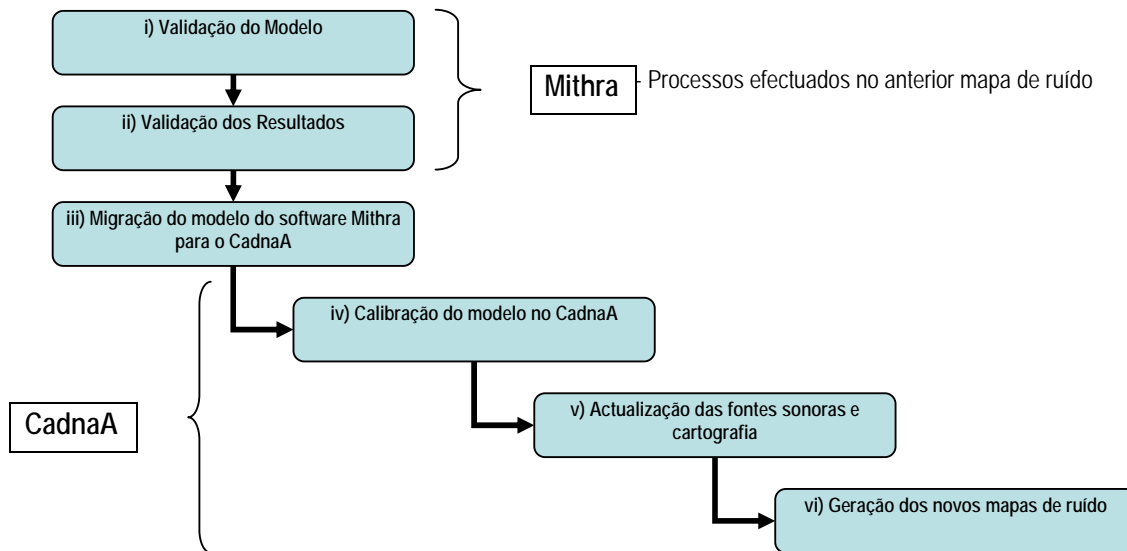 i) Validação do Modelo
Mithra - Processos efectuados no anterior mapa de ruído
ii) Validação dos Resultados
iii) Migração do modelo do software Mithra
para o CadnaA
iv) Calibração do modelo no CadnaA
CadnaA
v) Actualização das fontes sonoras e
cartografia
vi) Geração dos novos mapas de ruído